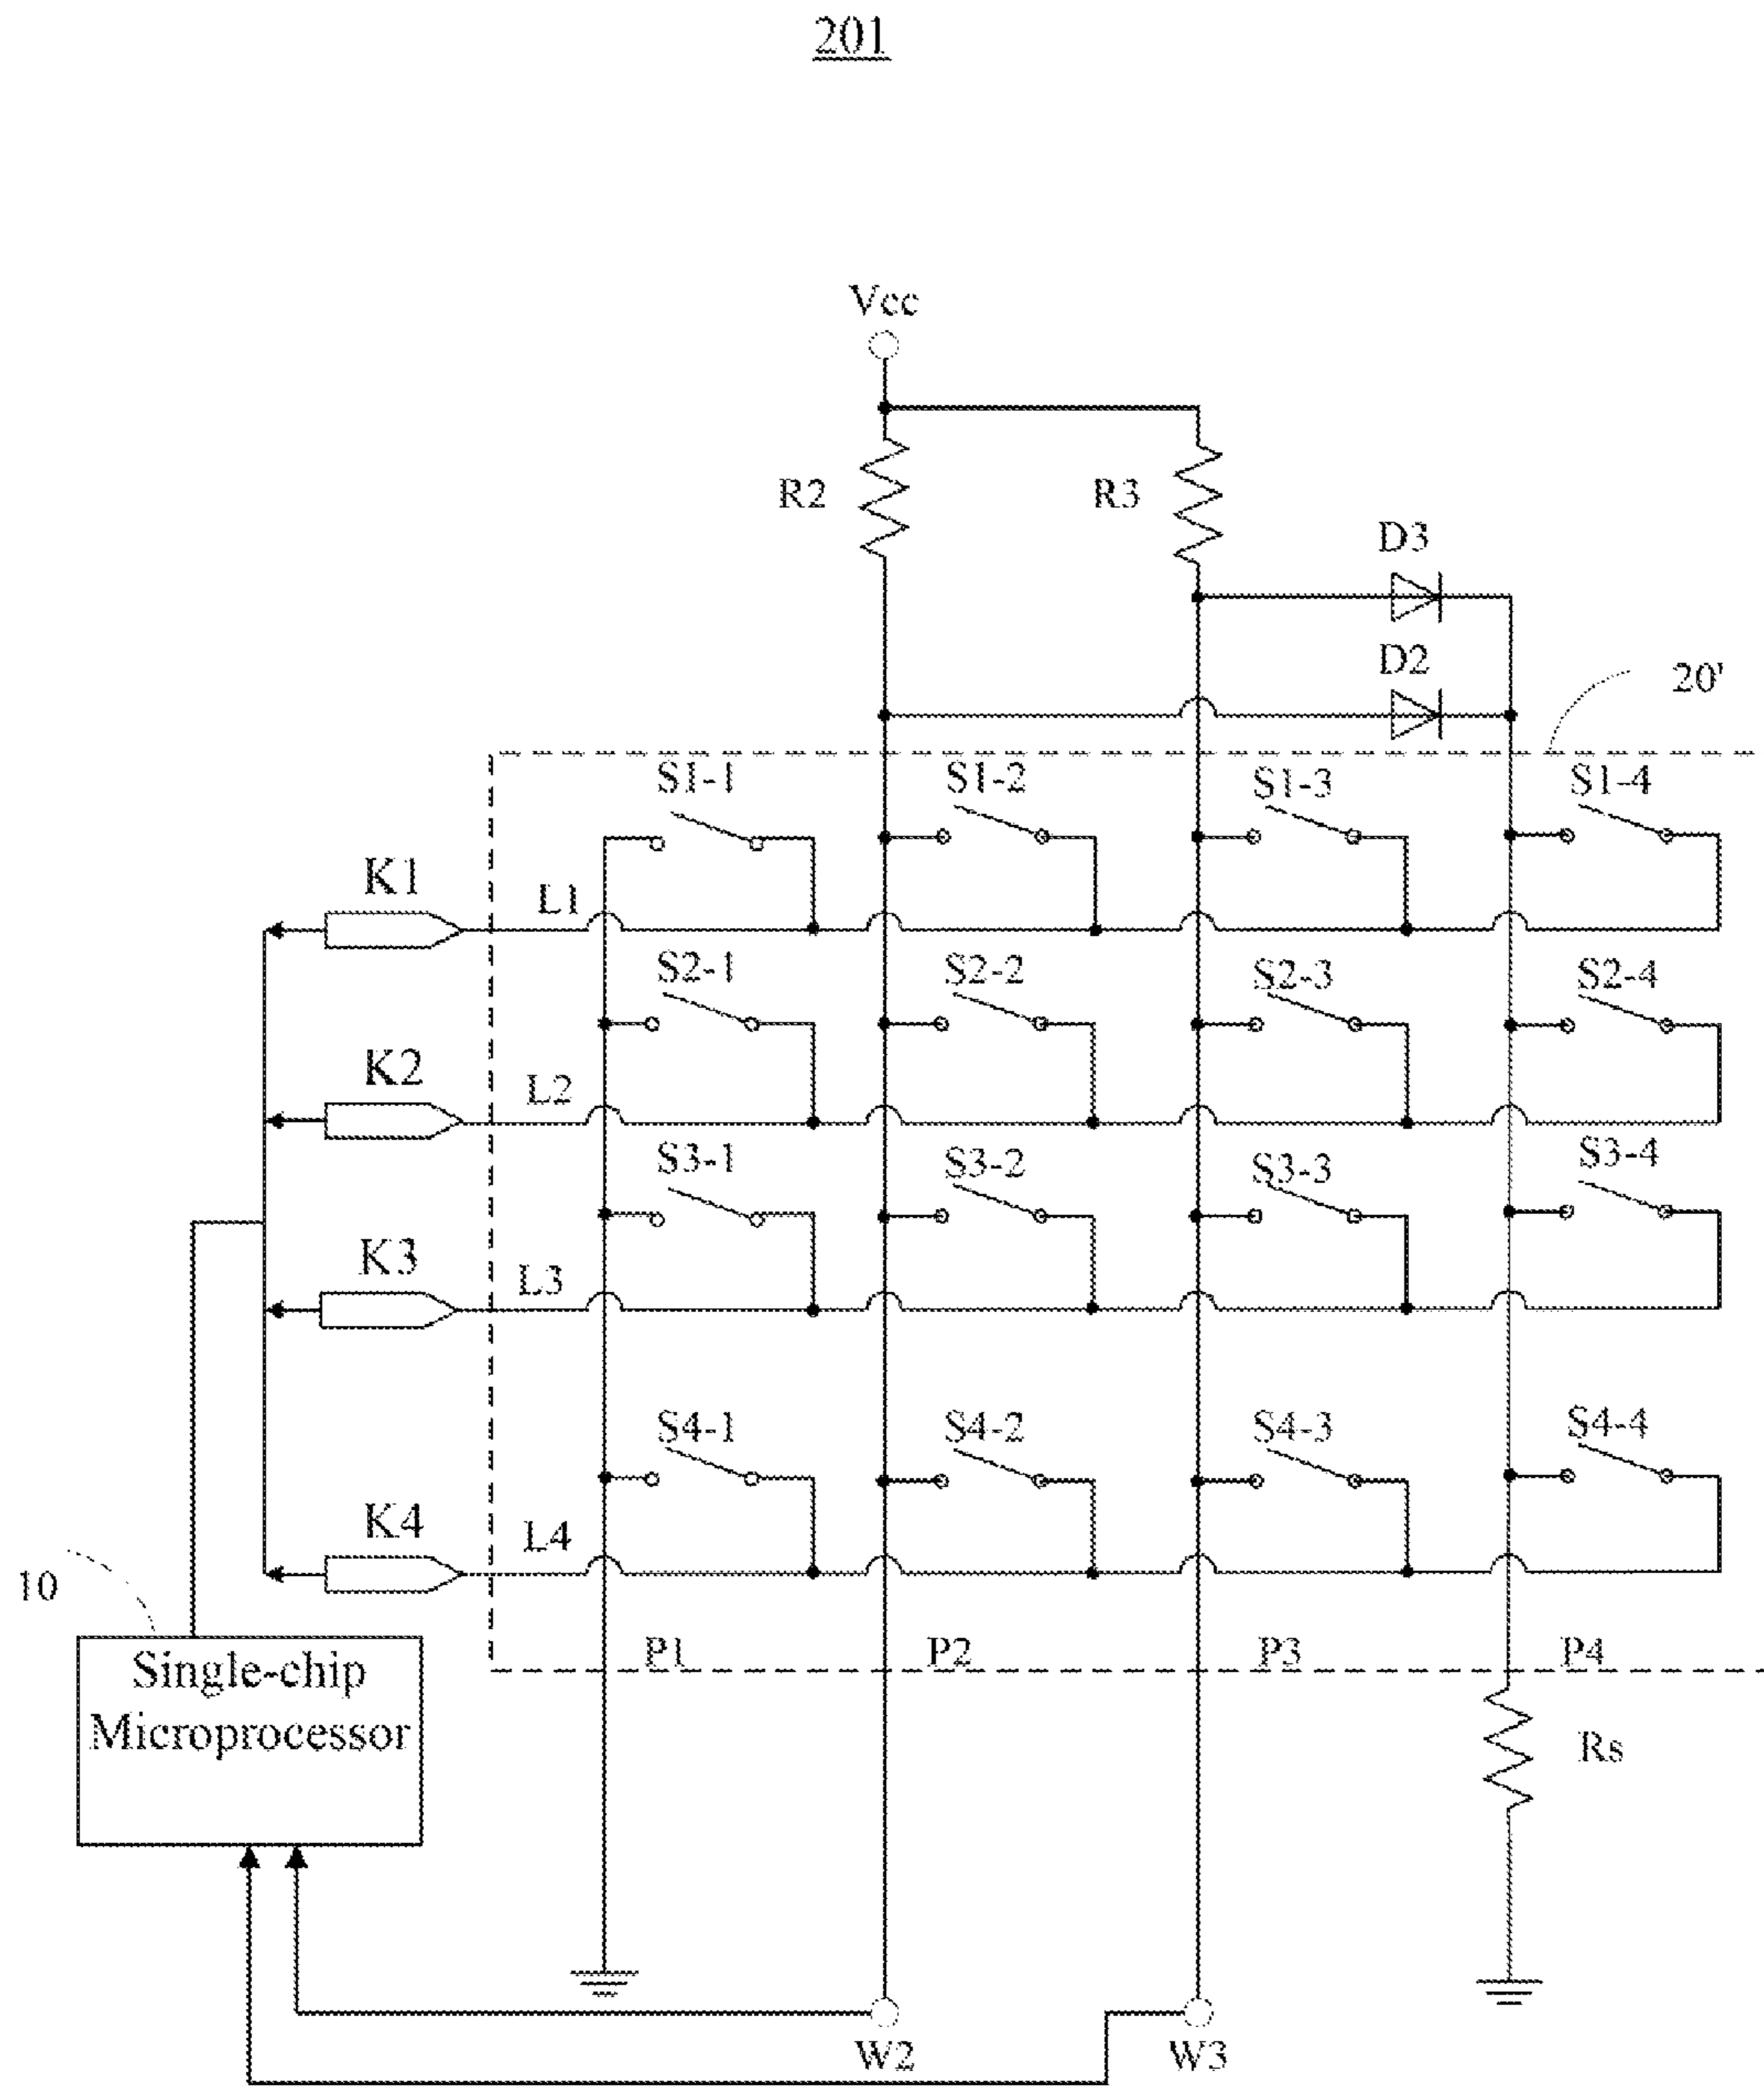 201
Vcc
R2
R3
D3
D2
20'
S1-1
S1-2
S1-3
S1-4
K1
L1
S2-1
S2-2
S2-3
S2-4
K2
L2
S3-1
S3-2
S3-3
S3-4
K3
L3
S4-1
S4-2
S4-3
S4-4
K4
L4
10
P1
P2
P3
P4
Single-chip
Microprocessor
Rs
W2
W3